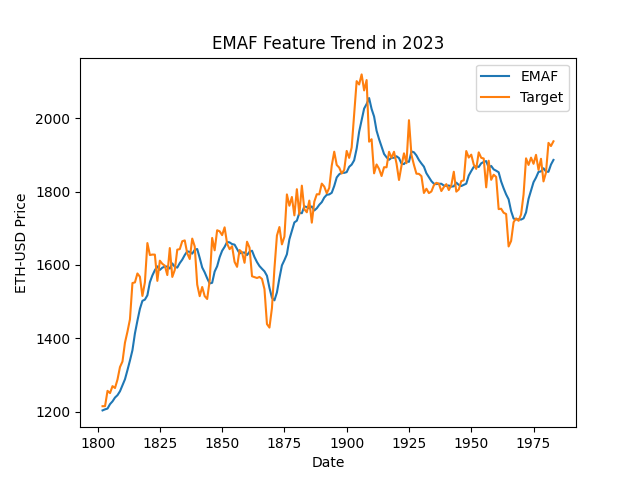 EMAF Feature Trend in 2023
EMAF
Target
ETH-USD Price
2000
1800
1600
1400
1200
1800 1825 1850 1875 1900 1925 1950 1975
Date